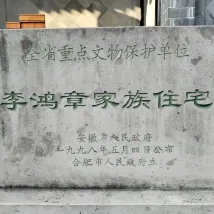 全省重点文物保护单位
李鸿章家族住宅
安徽省人民政府
一九九八年五月四日公布
合肥市人民政府立